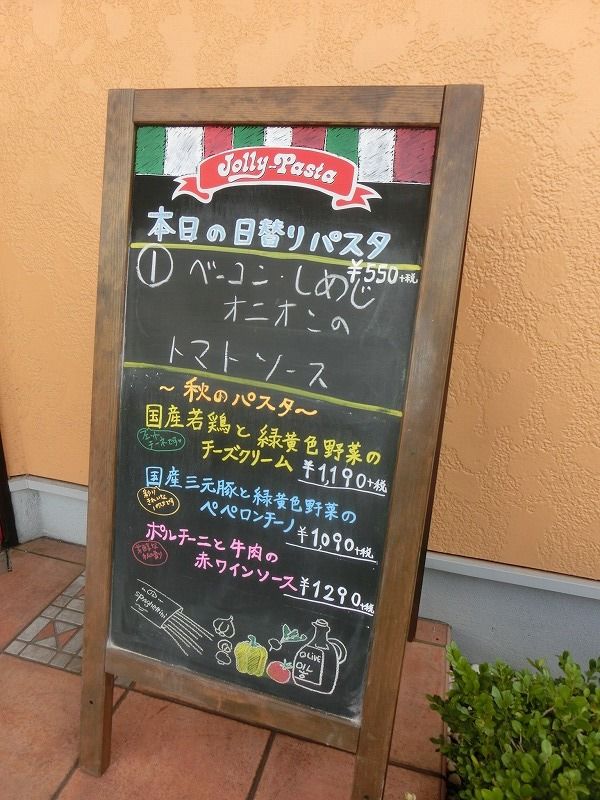 Jolly-Pasta
本日の日替りパスタ
¥550+税
① ベーコン・しめじ
オニオンの
トマトソース
〜秋のパスタ〜
国産若鶏と緑黄色野菜の
チーズクリーム ¥1,190+税
国産三元豚と緑黄色野菜の
ペペロンチーノ ¥1,090+税
ポルチーニと牛肉の
赤ワインソース ¥1290+税
spaghetti
OLIVE
OIL